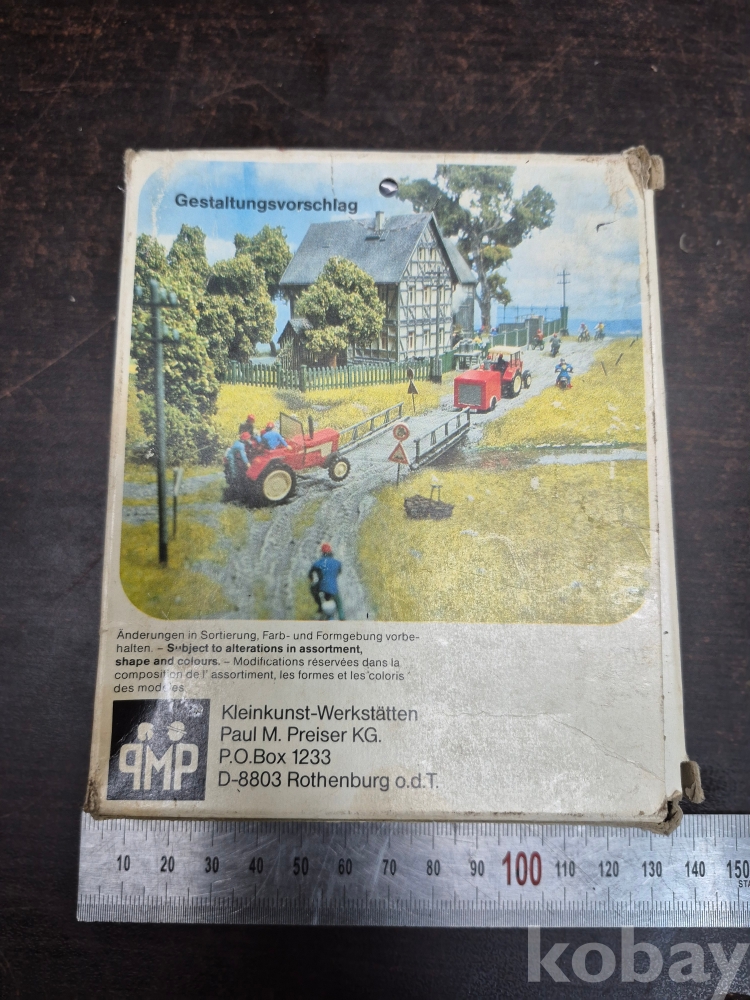 Gestaltungsvorschlag
Änderungen in Sortierung, Farb- und Formgebung vorbe-
halten. – Subject to alterations in assortment,
shape and colours. – Modifications réservées dans la
composition de l' assortiment, les formes et les coloris
des modèles
PMP
Kleinkunst-Werkstätten
Paul M. Preiser KG.
P.O.Box 1233
D-8803 Rothenburg o.d.T.
10 20 30 40 50 60 70 80 90 100 110 120 130 140 150
kobay